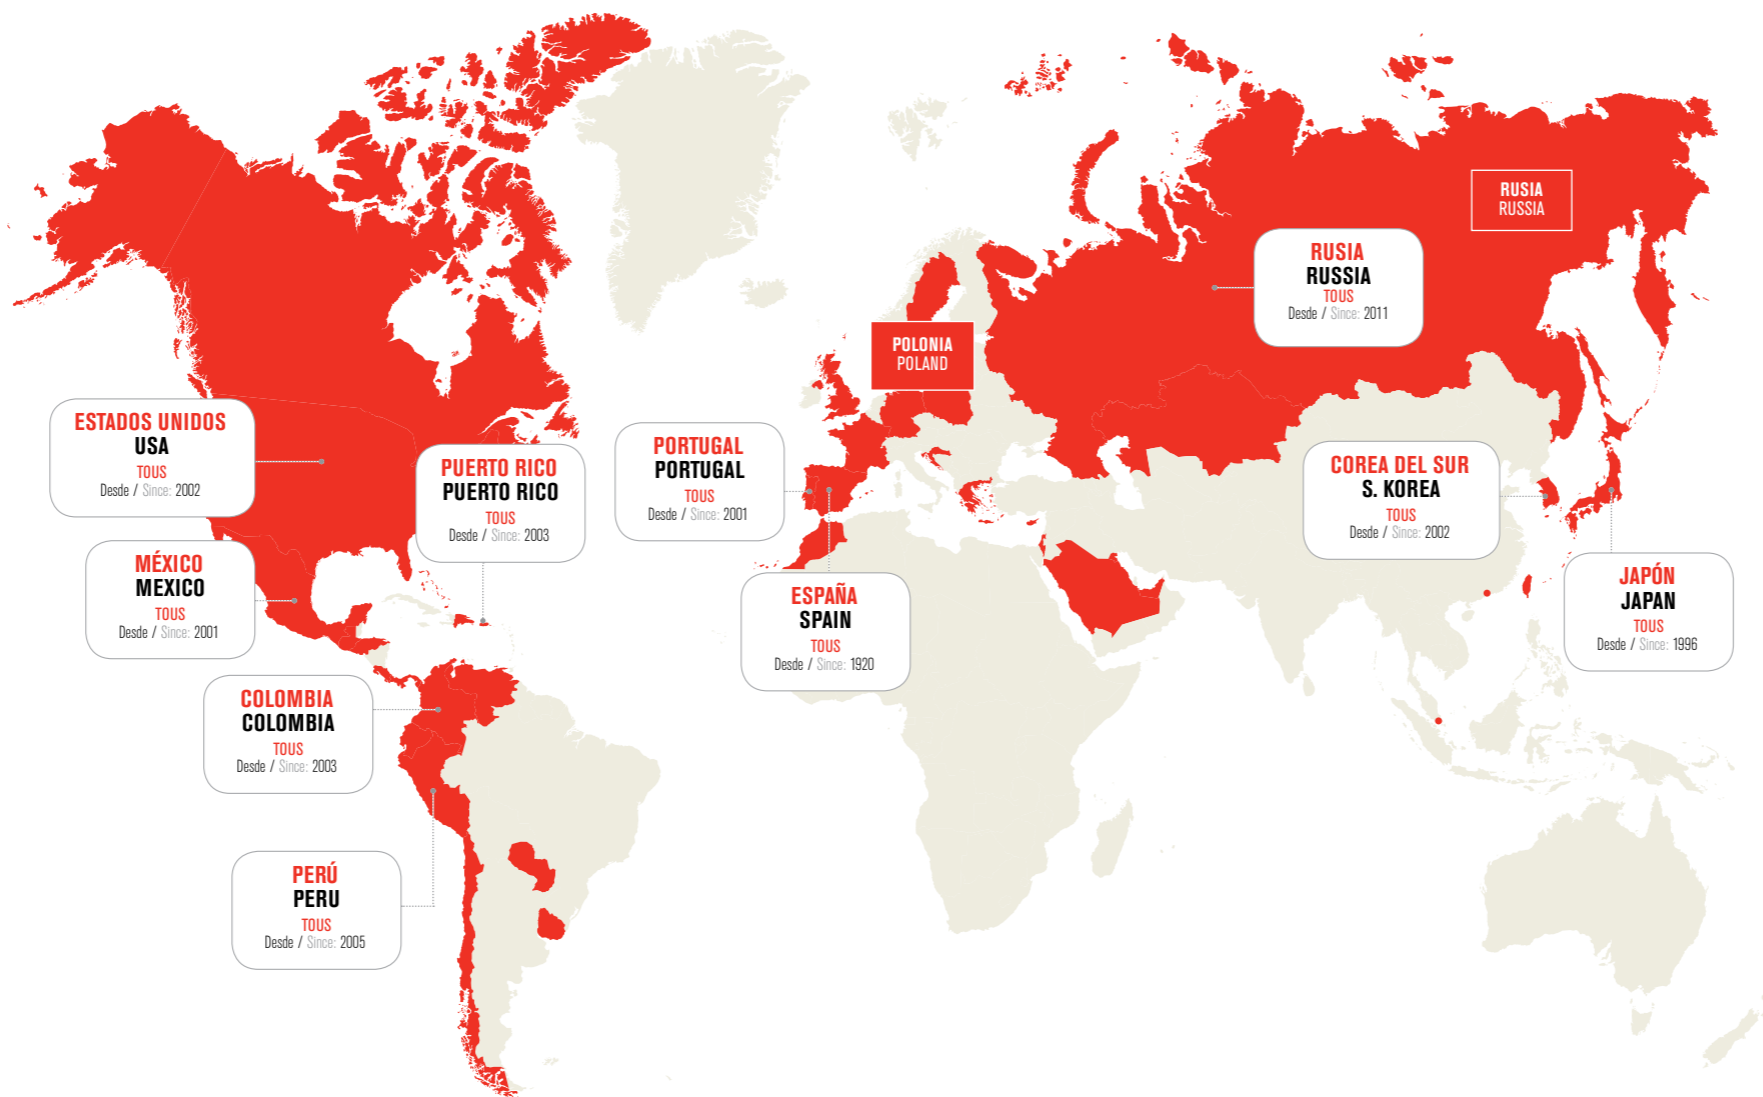 RUSIA
RUSSIA
RUSIA
RUSSIA
TOUS
Desde / Since: 2011
POLONIA
POLAND
ESTADOS UNIDOS
USA
TOUS
Desde / Since: 2002
PUERTO RICO
PUERTO RICO
TOUS
Desde / Since: 2003
PORTUGAL
PORTUGAL
TOUS
Desde / Since: 2001
COREA DEL SUR
S. KOREA
TOUS
Desde / Since: 2002
MÉXICO
MEXICO
TOUS
Desde / Since: 2001
ESPAÑA
SPAIN
TOUS
Desde / Since: 1920
JAPÓN
JAPAN
TOUS
Desde / Since: 1996
COLOMBIA
COLOMBIA
TOUS
Desde / Since: 2003
PERÚ
PERU
TOUS
Desde / Since: 2005